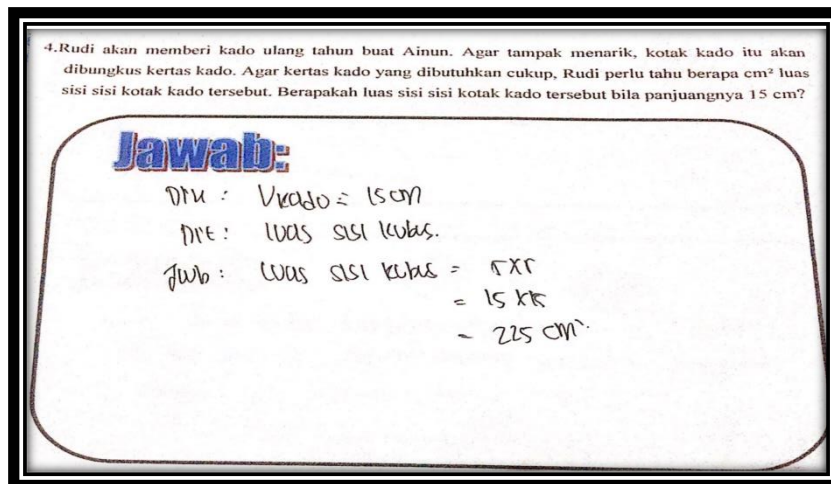 4.Rudi akan memberi kado ulang tahun buat Ainun. Agar tampak menarik, kotak kado itu akan
dibungkus kertas kado. Agar kertas kado yang dibutuhkan cukup, Rudi perlu tahu berapa cm² luas
sisi sisi kotak kado tersebut. Berapakah luas sisi sisi kotak kado tersebut bila panjuangnya 15 cm?
Jawab:
Dik : Vkado = 15 cm
Dit : luas sisi kubus.
Jwb : luas sisi kubus = r x r
= 15 x 15
= 225 cm².